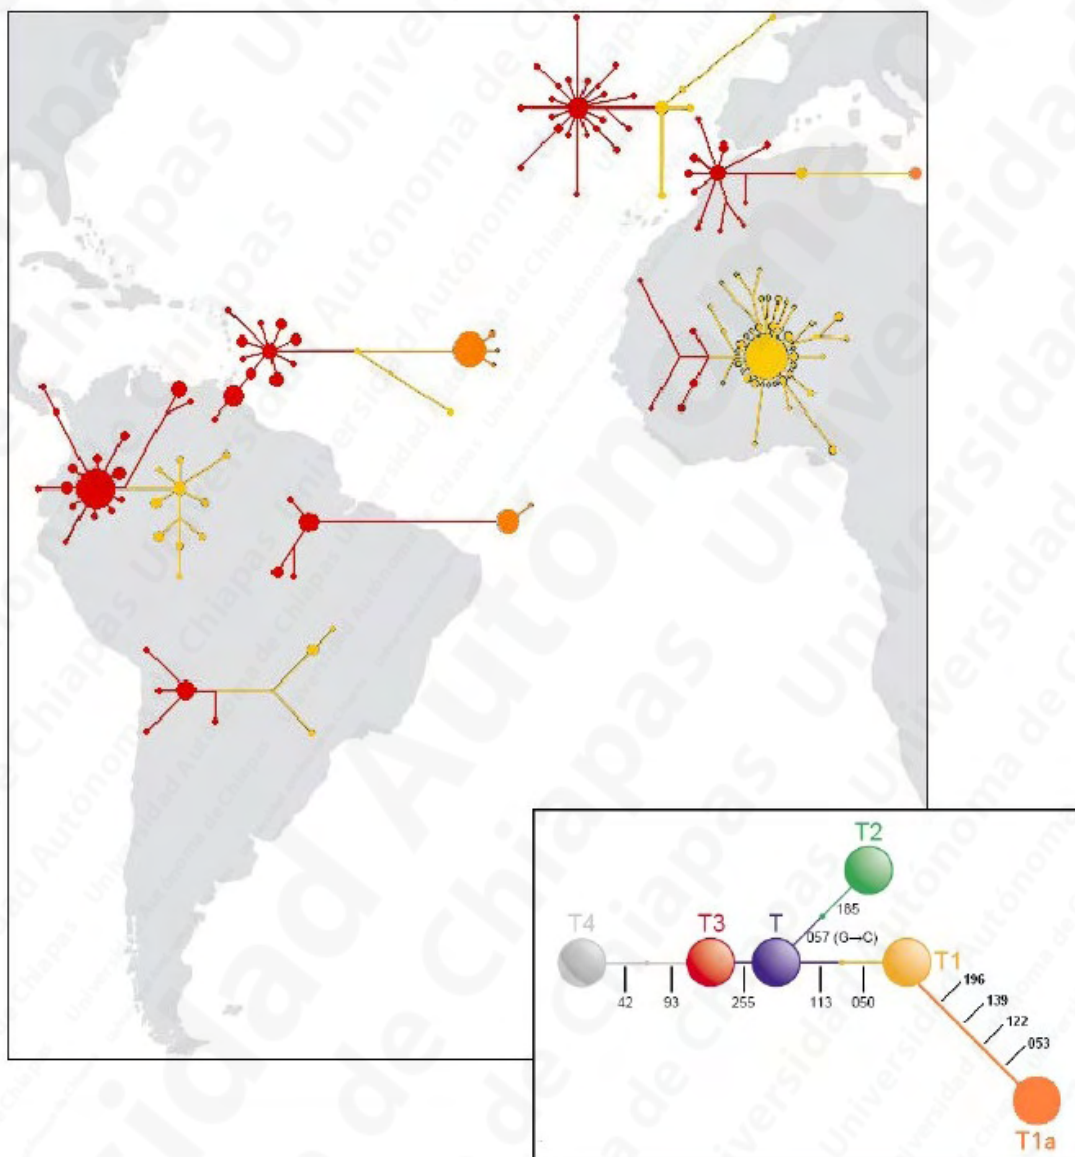 Universidad Autónoma de Chiapas
T2
185
T4
T3
T
057 (G→C)
T1
42
93
255
113
050
196
139
122
053
T1a